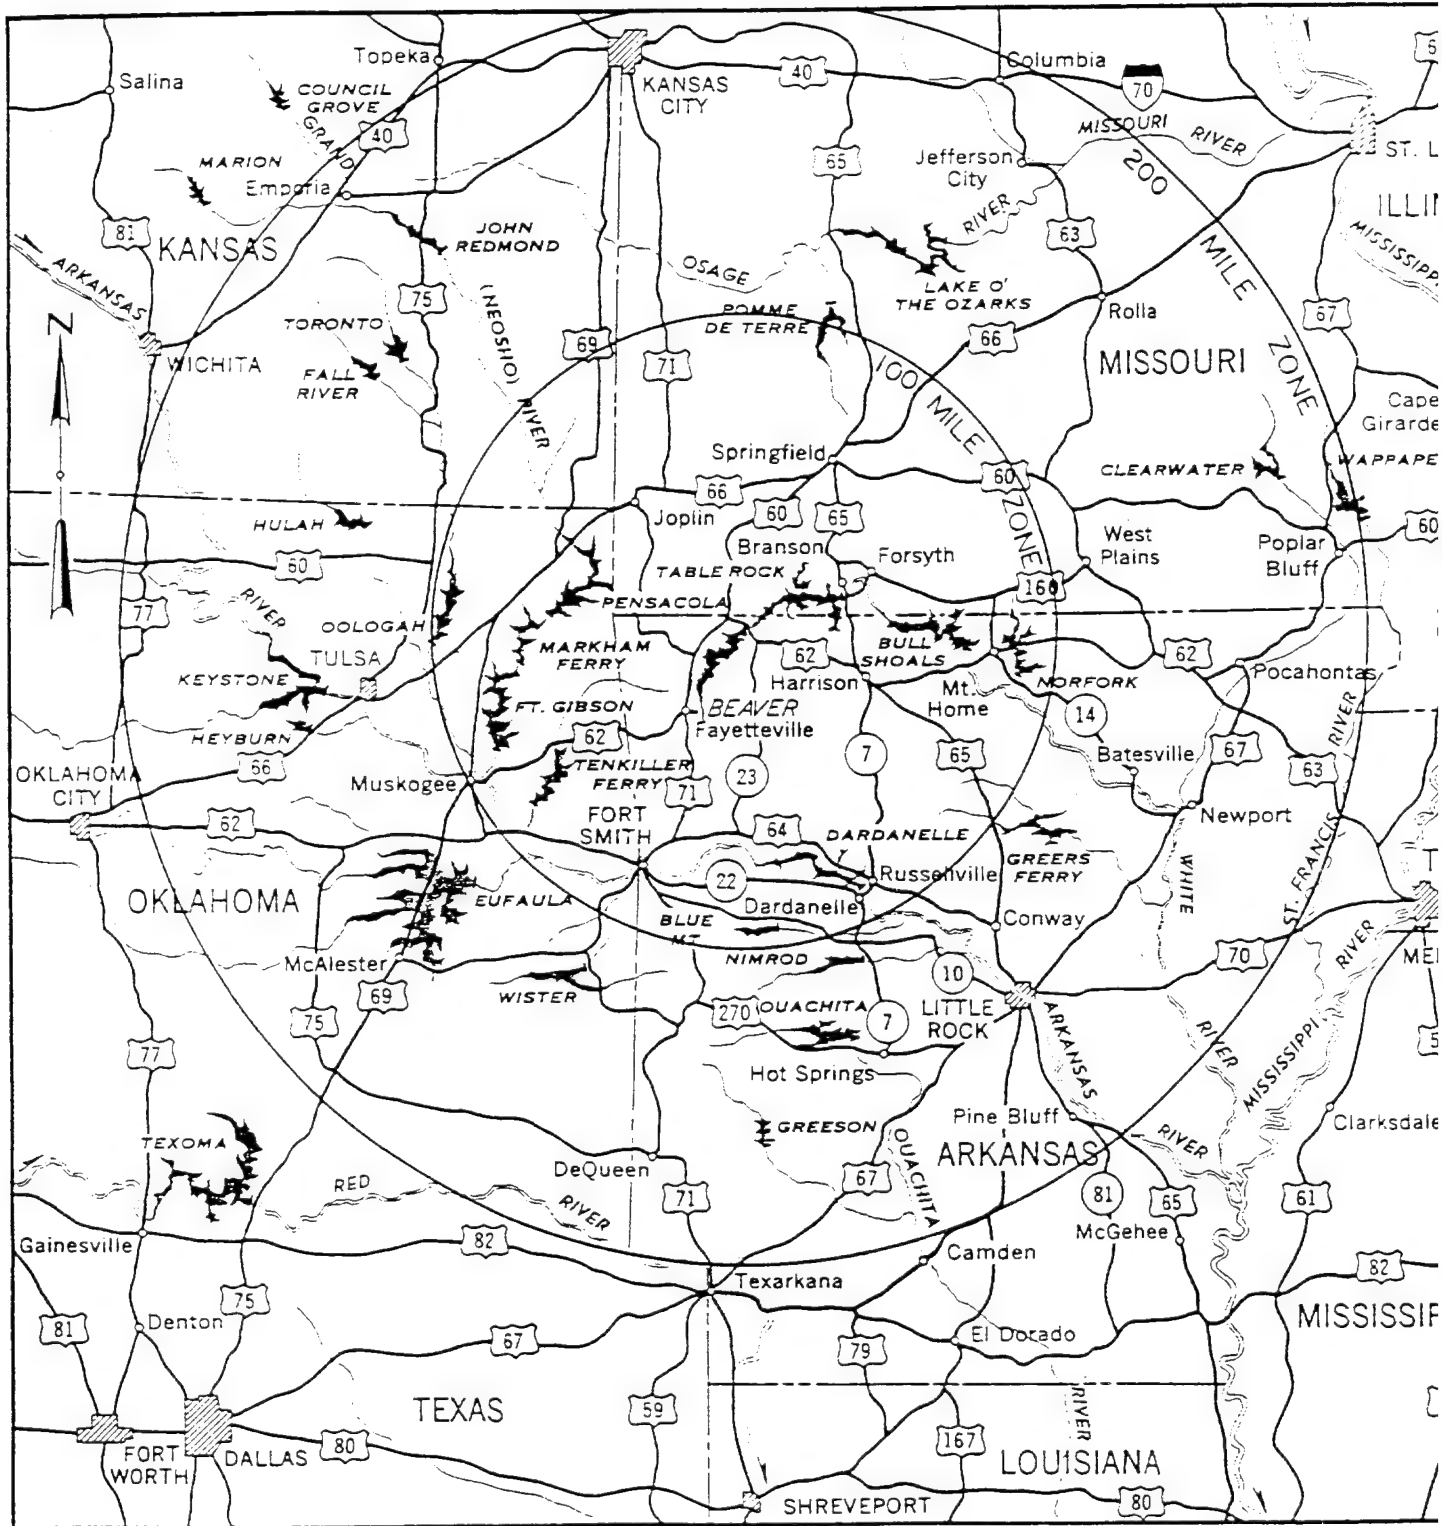 Topeka
Salina
COUNCIL
GROVE
GRAND
40
KANSAS
CITY
40
Columbia
70
MISSOURI
RIVER
ST. L
ILLIN
MARION
Emporia
65
Jefferson
City
200
MILE
ZONE
81
KANSAS
JOHN
REDMOND
RIVER
63
MISSISSIPP
ARKANSAS
OSAGE
LAKE O'
THE OZARKS
75
(NEOSHO)
RIVER
N
TORONTO
POMME
DE TERRE
Rolla
67
69
66
WICHITA
FALL
RIVER
71
100
MILE
ZONE
MISSOURI
Cape
Girarde
Springfield
60
CLEARWATER
WAPPAPE
66
Joplin
60
65
HULAH
Branson
Forsyth
West
Plains
Poplar
Bluff
60
60
TABLE ROCK
160
77
RIVER
PENSACOLA
OOLOGAH
TULSA
MARKHAM
FERRY
BULL
SHOALS
62
62
KEYSTONE
Harrison
Mt.
Home
NORFORK
Pocahontas
FT. GIBSON
BEAVER
Fayetteville
14
HEYBURN
62
7
65
Batesville
67
RIVER
66
TENKILLER
FERRY
23
63
OKLAHOMA
CITY
Muskogee
71
Newport
62
FORT
SMITH
64
DARDANELLE
GREERS
FERRY
22
Russellville
WHITE
ST. FRANCIS
T
OKLAHOMA
EUFAULA
Dardanelle
Conway
BLUE
MT.
RIVER
NIMROD
70
MEI
McAlester
10
WISTER
69
75
270
OUACHITA
7
LITTLE
ROCK
ARKANSAS
RIVER
MISSISSIPPI
5
77
Hot Springs
Pine Bluff
Clarksdale
TEXOMA
GREESON
OUACHITA
ARKANSAS
RIVER
DeQueen
RED
RIVER
71
67
81
65
61
Gainesville
82
McGehee
Camden
82
Texarkana
75
81
Denton
67
El Dorado
MISSISSIP
79
TEXAS
59
RIVER
FORT
WORTH
DALLAS
80
167
LOUISIANA
SHREVEPORT
80